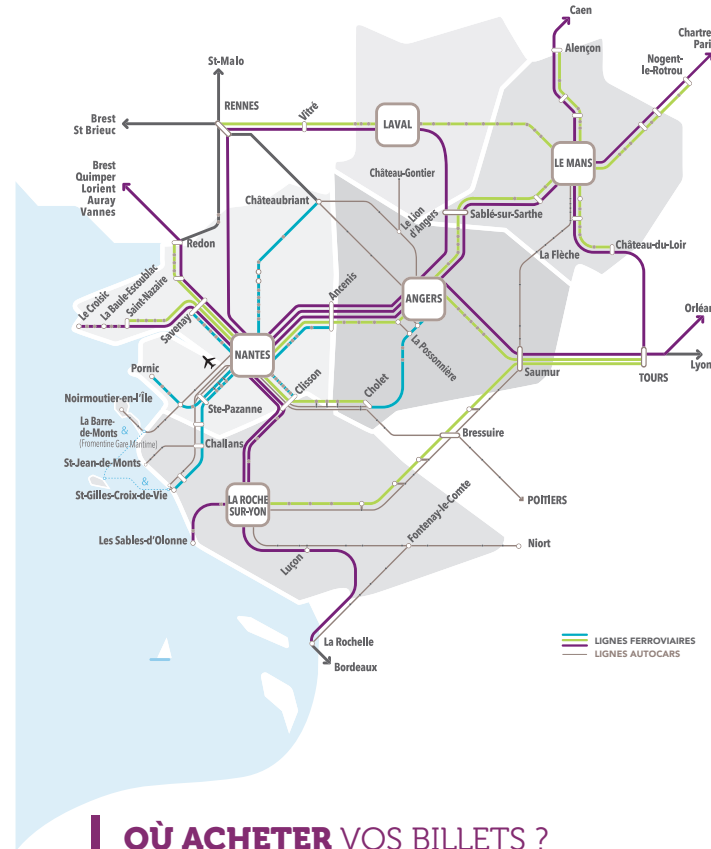 Caen
Chartre
Pari
Alençon
Nogent-
le-Rotrou
St-Malo
RENNES
Vitré
LAVAL
Brest
St Brieuc
LE MANS
Brest
Quimper
Lorient
Auray
Vannes
Château-Gontier
Châteaubriant
Le Lion
d'Angers
Sablé-sur-Sarthe
Redon
La Flèche
Château-du-Loir
Le Croisic
La Baule-Escoublac
Saint-Nazaire
Savenay
Ancenis
ANGERS
Orléan
NANTES
La Possonnière
Lyon
Pornic
Clisson
Cholet
Saumur
TOURS
Noirmoutier-en-l'Île
Ste-Pazanne
La Barre-
de-Monts
&
(Fromentine Gare Maritime)
Challans
Bressuire
St-Jean-de-Monts
&
St-Gilles-Croix-de-Vie
LA ROCHE
SUR-YON
POITIERS
Fontenay-le-Comte
Les Sables-d'Olonne
Luçon
Niort
La Rochelle
Bordeaux
LIGNES FERROVIAIRES
LIGNES AUTOCARS
OÙ ACHETER VOS BILLETS ?